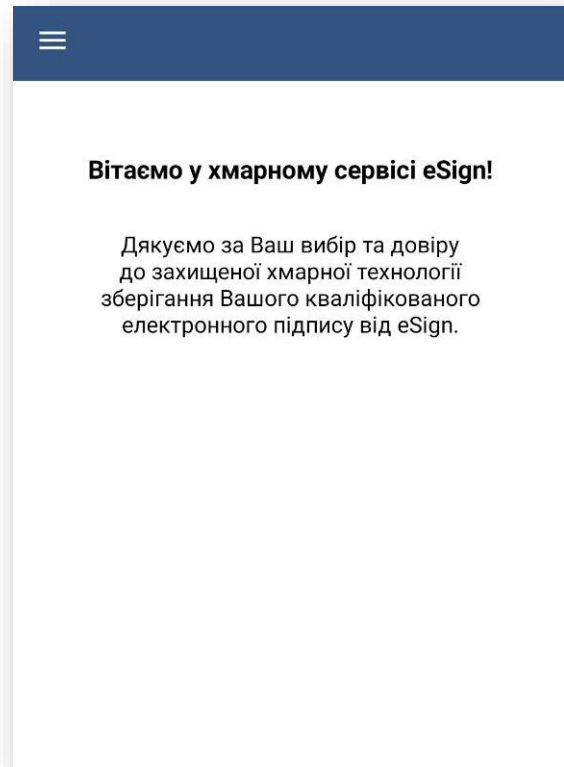 Вітаємо у хмарному сервісі eSign!
Дякуємо за Ваш вибір та довіру
до захищеної хмарної технології
зберігання Вашого кваліфікованого
електронного підпису від eSign.